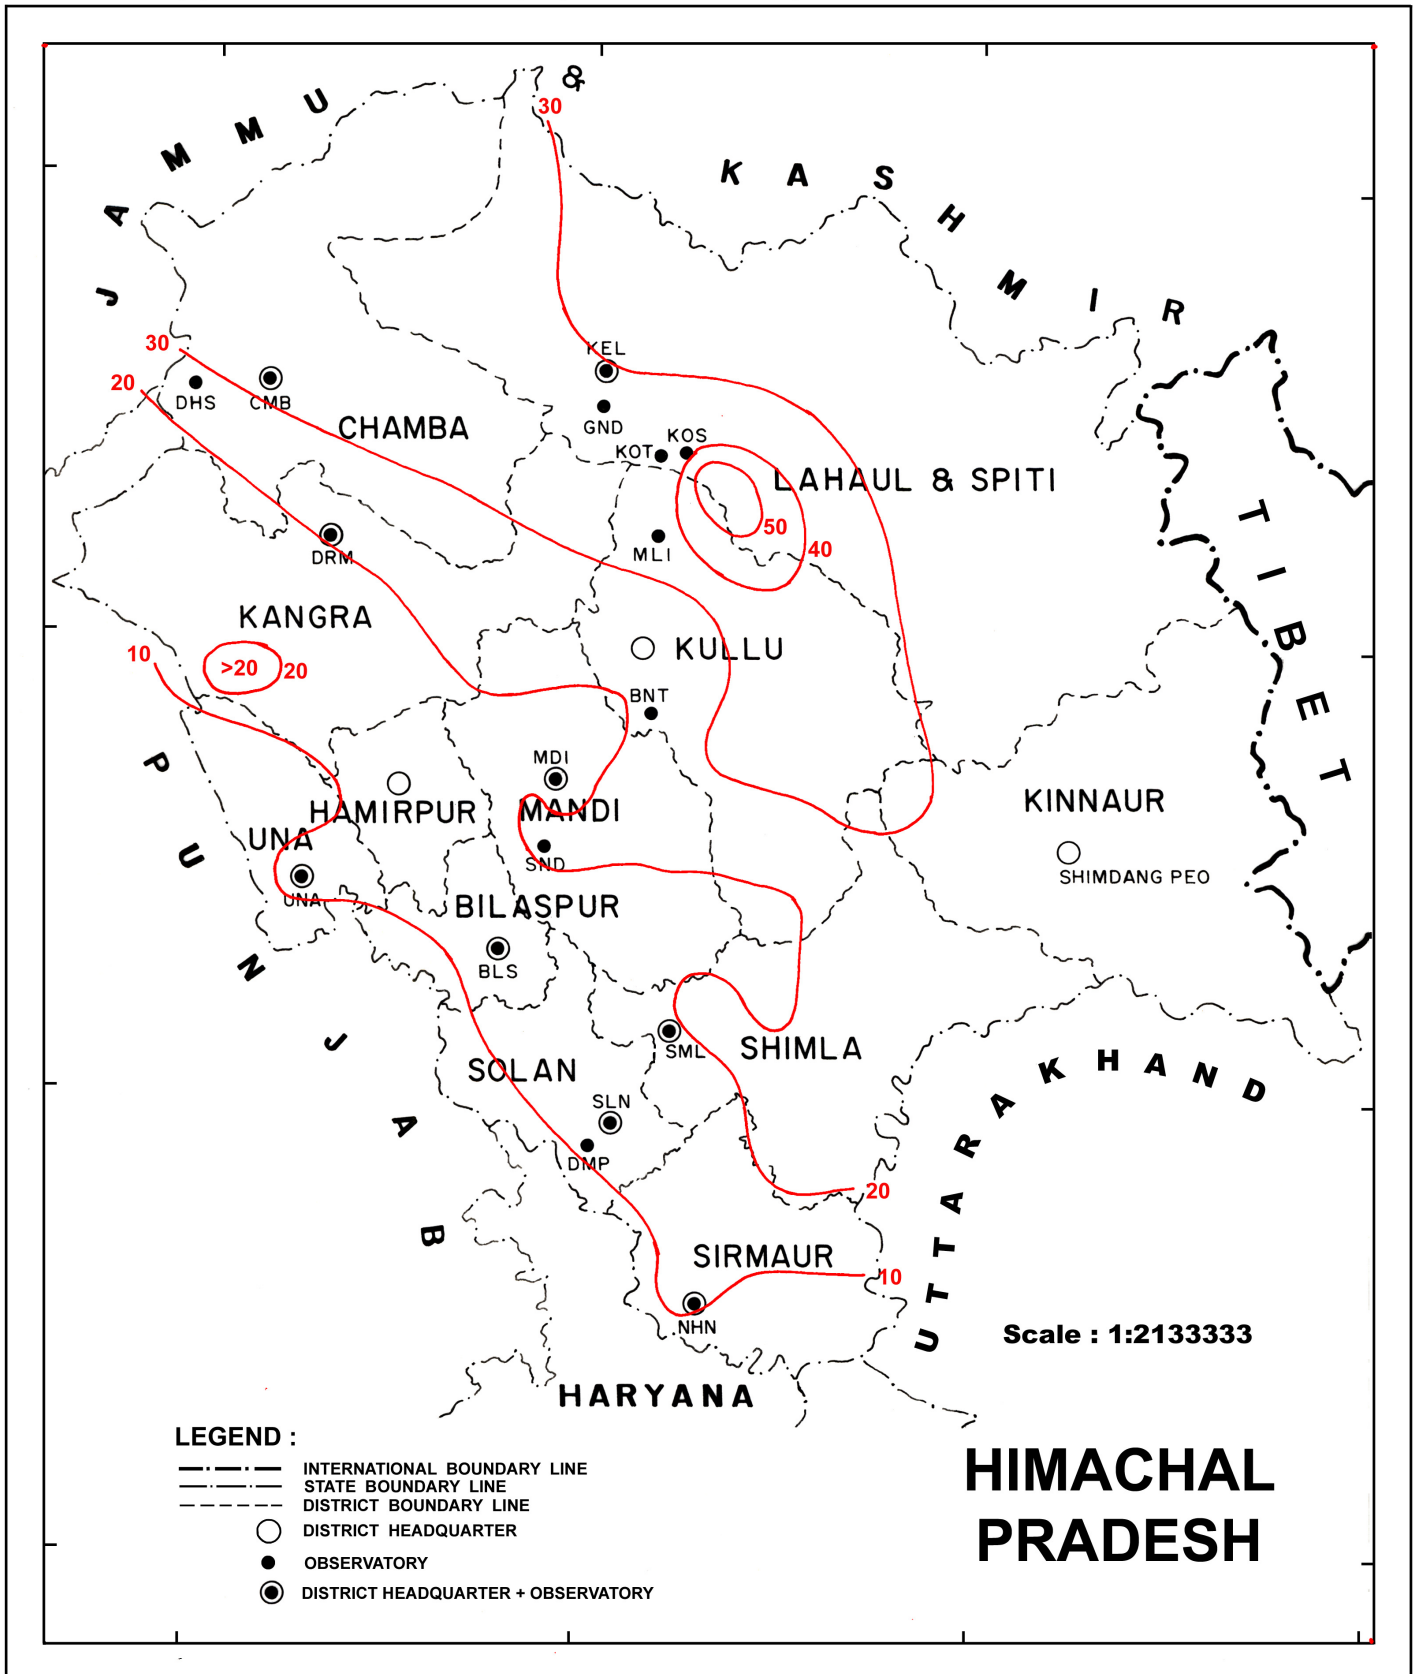 JAMMU & KASHMIR
30
30
20
KEL
DHS
CMB
GND
CHAMBA
KOT
KOS
LAHAUL & SPITI
50
40
MLI
DRM
TIBET
KANGRA
10
>20
20
KULLU
BNT
MDI
MANDI
HAMIRPUR
KINNAUR
UNA
SND
SHIMDANG PEO
UNA
BILASPUR
BLS
PUNJAB
SML
SHIMLA
SOLAN
SLN
DMP
20
UTTARAKHAND
SIRMAUR
10
NHN
Scale : 1:2133333
HARYANA
LEGEND :
INTERNATIONAL BOUNDARY LINE
STATE BOUNDARY LINE
DISTRICT BOUNDARY LINE
DISTRICT HEADQUARTER
OBSERVATORY
DISTRICT HEADQUARTER + OBSERVATORY
HIMACHAL
PRADESH